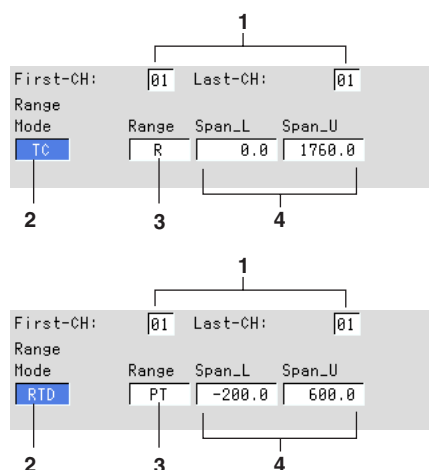 1
First-CH: 01 Last-CH: 01
Range
Mode Range Span_L Span_U
TC R 0.0 1760.0
2 3 4
1
First-CH: 01 Last-CH: 01
Range
Mode Range Span_L Span_U
RTD PT -200.0 600.0
2 3 4